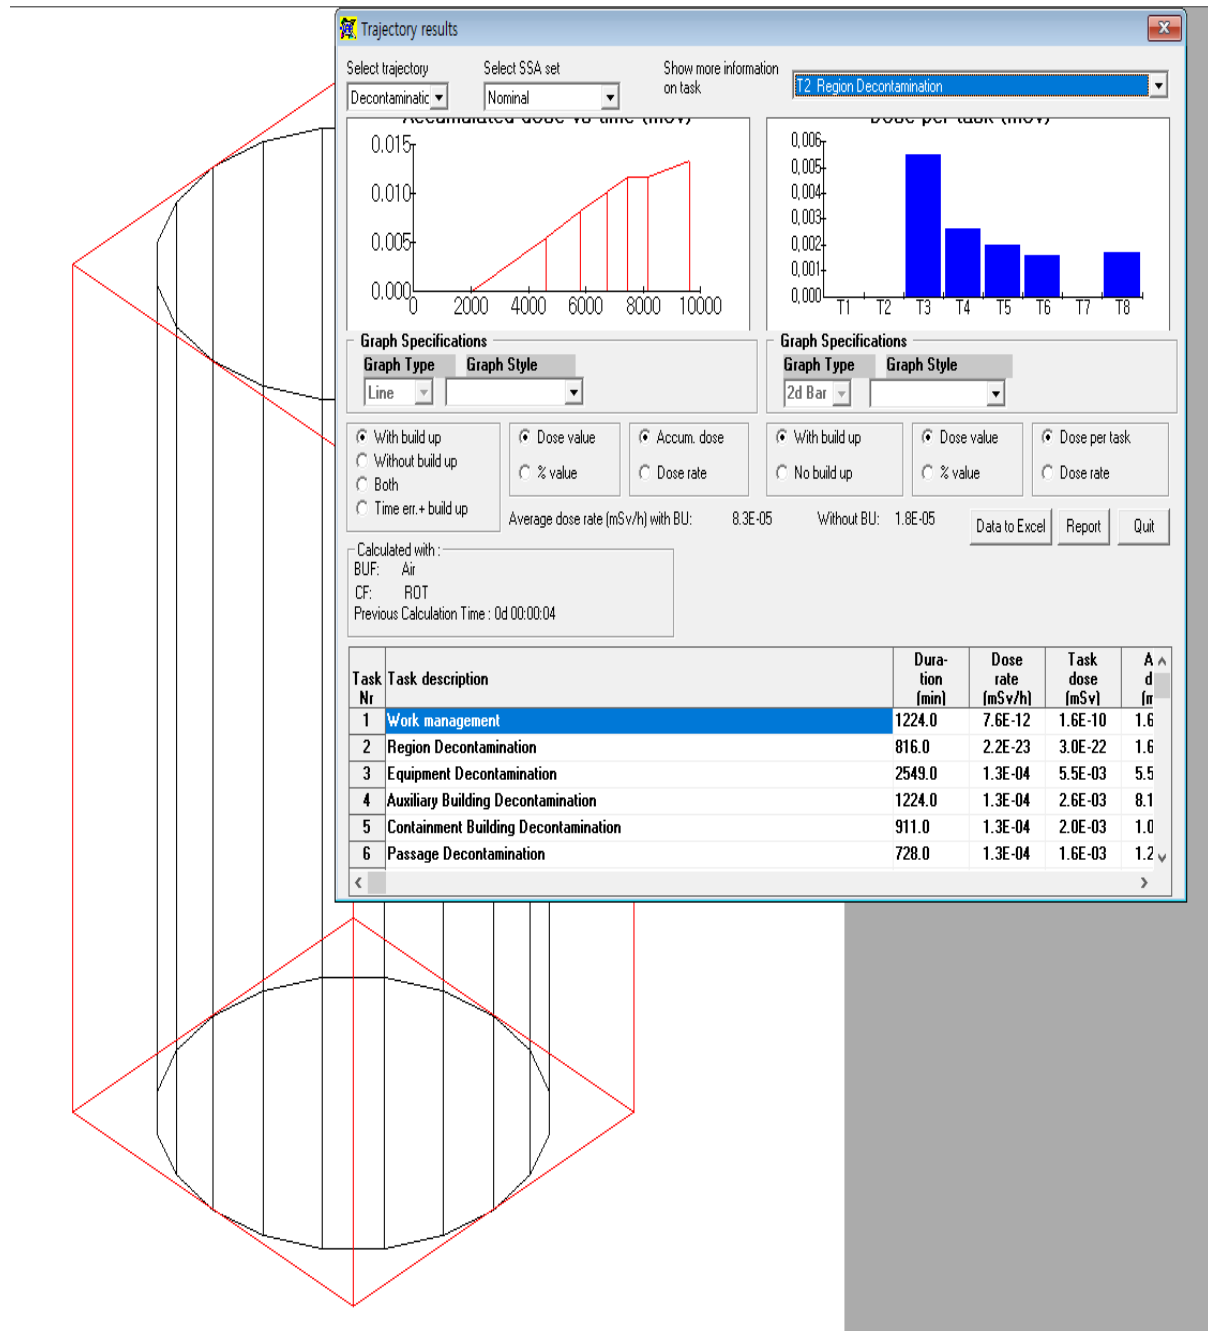 Trajectory results
Select trajectory
Select SSA set
Show more information
on task
Decontaminatic
Nominal
T2 Region Decontamination
Accumulated dose vs time (mSv)
0.015
0.010
0.005
0.000
0 2000 4000 6000 8000 10000
Dose per task (mSv)
0,006
0,005
0,004
0,003
0,002
0,001
0,000
T1 T2 T3 T4 T5 T6 T7 T8
Graph Specifications
Graph Type Graph Style
Line
Graph Specifications
Graph Type Graph Style
2d Bar
With build up
Without build up
Both
Time err.+ build up
Dose value
% value
Accum. dose
Dose rate
With build up
No build up
Dose value
% value
Dose per task
Dose rate
Average dose rate (mSv/h) with BU: 8.3E-05 Without BU: 1.8E-05
Data to Excel Report Quit
Calculated with :
BUF: Air
CF: ROT
Previous Calculation Time : 0d 00:00:04
Task Nr Task description Dura-tion (min) Dose rate (mSv/h) Task dose (mSv) A d (m
1 Work management 1224.0 7.6E-12 1.6E-10 1.6
2 Region Decontamination 816.0 2.2E-23 3.0E-22 1.6
3 Equipment Decontamination 2549.0 1.3E-04 5.5E-03 5.5
4 Auxiliary Building Decontamination 1224.0 1.3E-04 2.6E-03 8.1
5 Containment Building Decontamination 911.0 1.3E-04 2.0E-03 1.0
6 Passage Decontamination 728.0 1.3E-04 1.6E-03 1.2